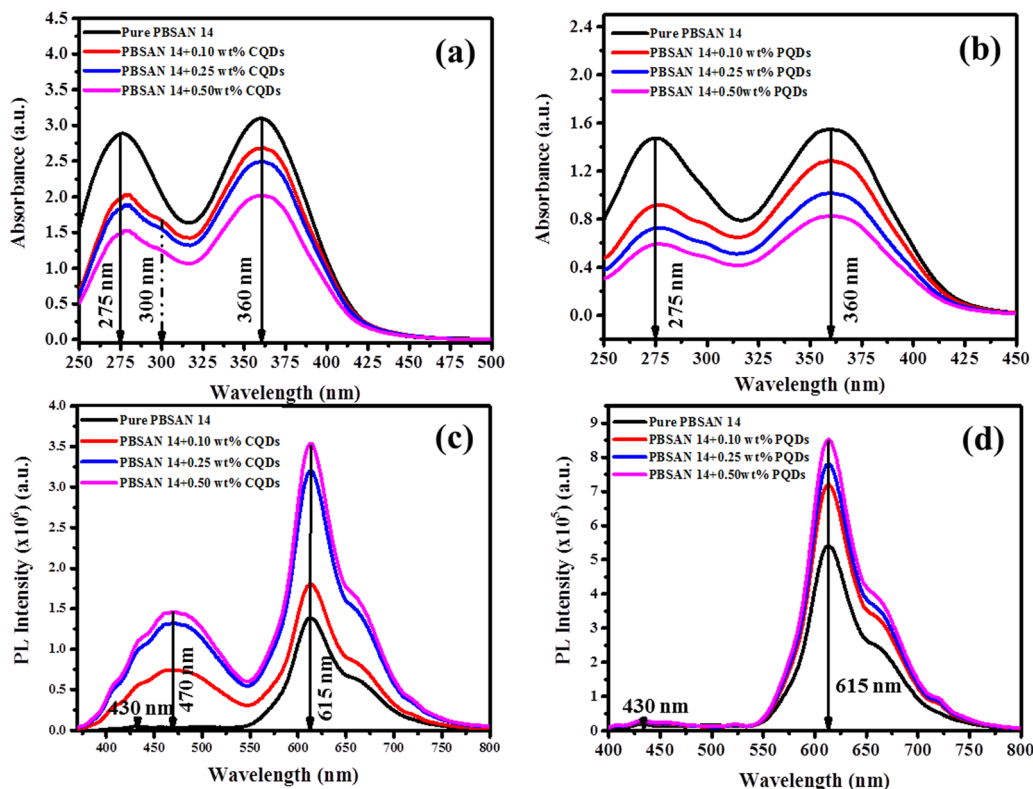 4.5
4.0
3.5
3.0
2.5
2.0
1.5
1.0
0.5
0.0
Absorbance (a.u.)
Pure PBSAN 14
PBSAN 14+0.10 wt% CQDs
PBSAN 14+0.25 wt% CQDs
PBSAN 14+0.50wt% CQDs
(a)
275 nm
300 nm
360 nm
250 275 300 325 350 375 400 425 450 475 500
Wavelength (nm)
2.4
2.0
1.6
1.2
0.8
0.4
0.0
Absorbance (a.u.)
Pure PBSAN 14
PBSAN 14+0.10 wt% PQDs
PBSAN 14+0.25 wt% PQDs
PBSAN 14+0.50wt% PQDs
(b)
275 nm
360 nm
250 275 300 325 350 375 400 425 450
Wavelength (nm)
4.0
3.5
3.0
2.5
2.0
1.5
1.0
0.5
0.0
PL Intensity (x10⁶) (a.u.)
Pure PBSAN 14
PBSAN 14+0.10 wt% CQDs
PBSAN 14+0.25 wt% CQDs
PBSAN 14+0.50 wt% CQDs
(c)
430 nm
470 nm
615 nm
400 450 500 550 600 650 700 750 800
Wavelength (nm)
9
8
7
6
5
4
3
2
1
0
PL Intensity (x10⁵) (a.u.)
Pure PBSAN 14
PBSAN 14+0.10 wt% PQDs
PBSAN 14+0.25 wt% PQDs
PBSAN 14+0.50wt% PQDs
(d)
430 nm
615 nm
400 450 500 550 600 650 700 750 800
Wavelength (nm)